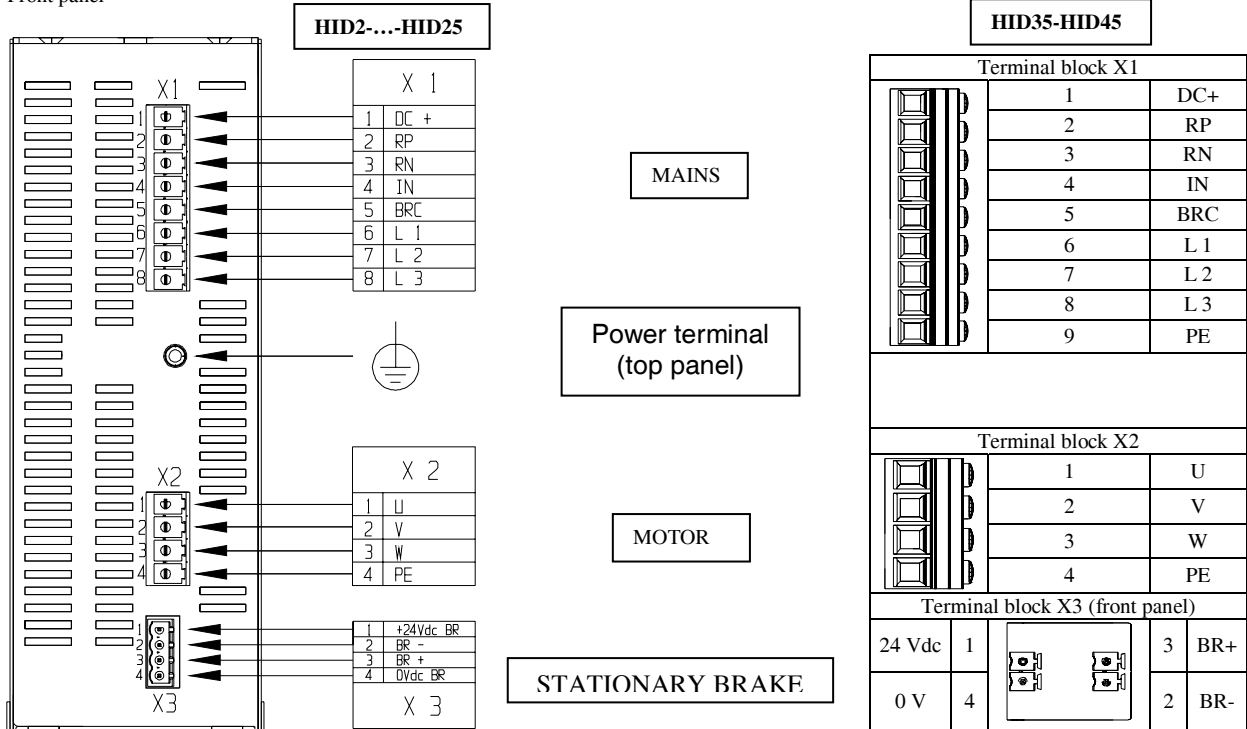 Front panel
HID2-…-HID25
X1
1
2
3
4
5
6
7
8
X 1
1 DC +
2 RP
3 RN
4 IN
5 BRC
6 L 1
7 L 2
8 L 3
X2
1
2
3
4
X 2
1 U
2 V
3 W
4 PE
1
2
3
4
X3
1 +24Vdc BR
2 BR -
3 BR +
4 0Vdc BR
X 3
MAINS
Power terminal
(top panel)
MOTOR
STATIONARY BRAKE
HID35-HID45
Terminal block X1
1 DC+
2 RP
3 RN
4 IN
5 BRC
6 L 1
7 L 2
8 L 3
9 PE
Terminal block X2
1 U
2 V
3 W
4 PE
Terminal block X3 (front panel)
24 Vdc 1 3 BR+
0 V 4 2 BR-